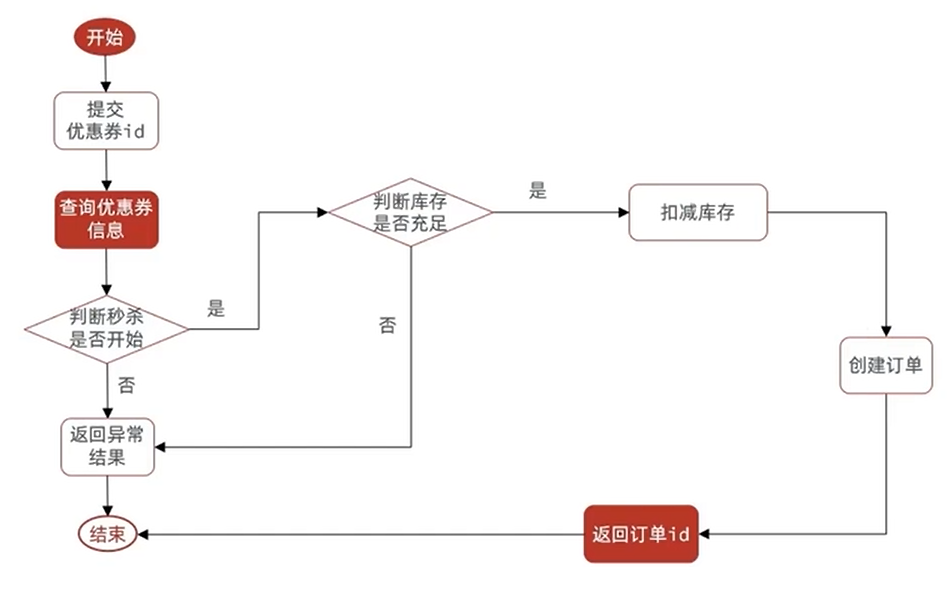 开始
提交
优惠券id
查询优惠券
信息
判断秒杀
是否开始
是
否
判断库存
是否充足
是
否
扣减库存
创建订单
返回异常
结果
返回订单id
结束